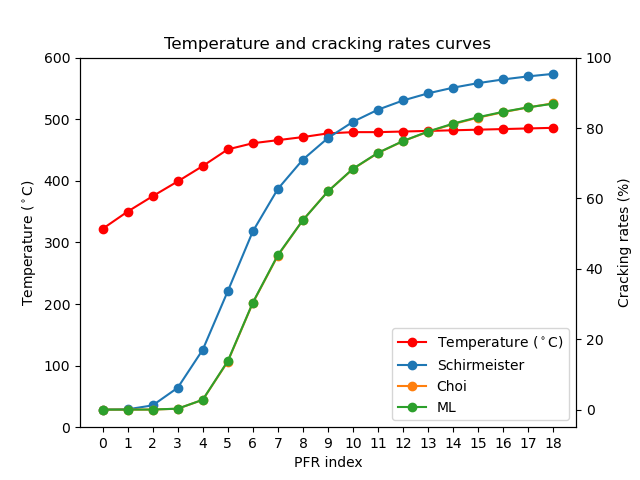 Temperature and cracking rates curves
600
500
400
300
200
100
0
Temperature (°C)
100
80
60
40
20
0
Cracking rates (%)
Temperature (°C)
Schirmeister
Choi
ML
0 1 2 3 4 5 6 7 8 9 10 11 12 13 14 15 16 17 18
PFR index